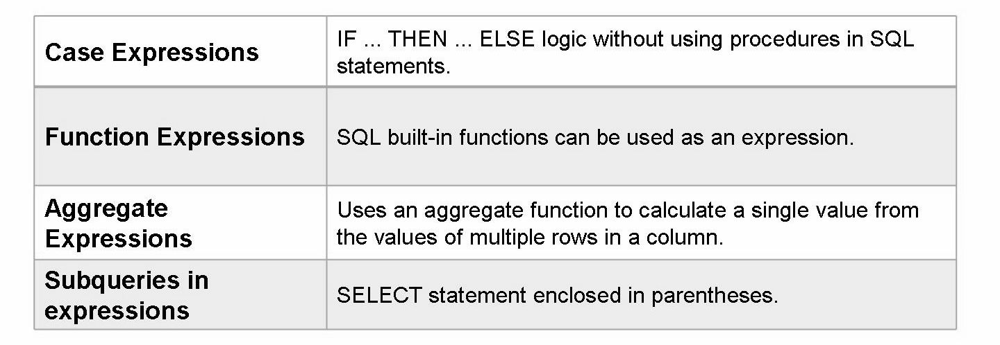 Case Expressions
IF ... THEN ... ELSE logic without using procedures in SQL
statements.
Function Expressions
SQL built-in functions can be used as an expression.
Aggregate
Expressions
Uses an aggregate function to calculate a single value from
the values of multiple rows in a column.
Subqueries in
expressions
SELECT statement enclosed in parentheses.